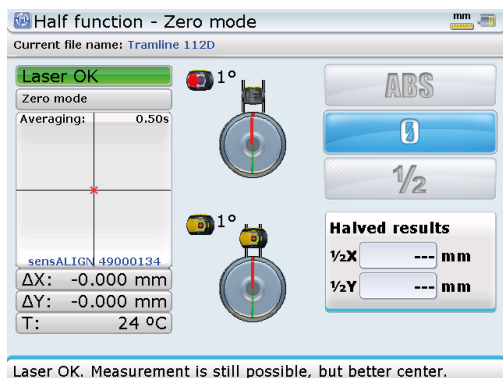 Half function - Zero mode
mm
Current file name: Tramline 112D
Laser OK
Zero mode
Averaging: 0.50s
sensALIGN 49000134
ΔX: -0.000 mm
ΔY: -0.000 mm
T: 24 ºC
1°
1°
ABS
0
1/2
Halved results
½X --- mm
½Y --- mm
Laser OK. Measurement is still possible, but better center.